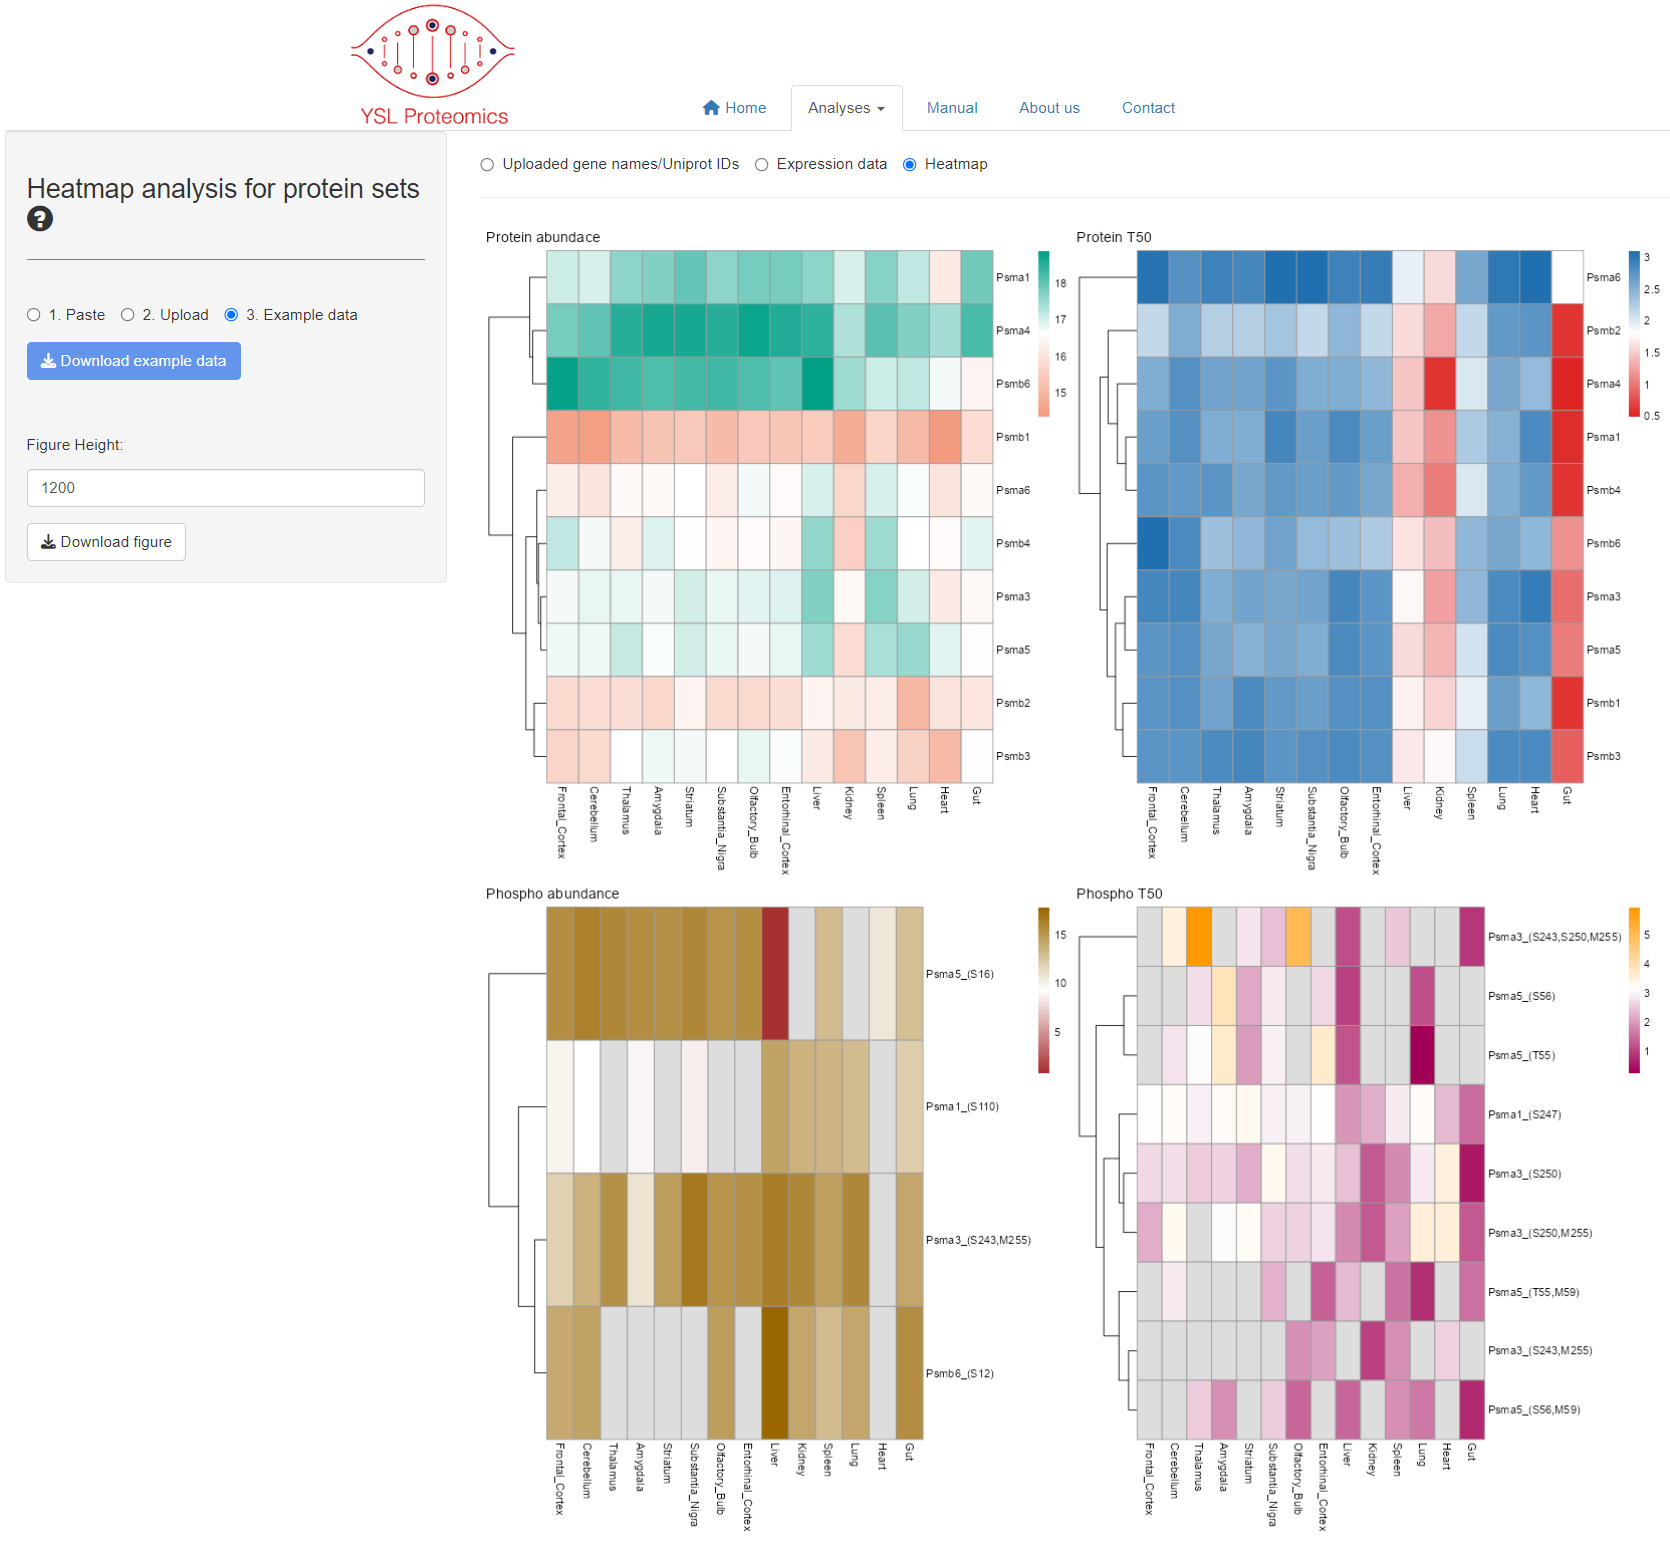 YSL Proteomics
Home
Analyses
Manual
About us
Contact
Heatmap analysis for protein sets
?
1. Paste
2. Upload
3. Example data
Download example data
Figure Height:
1200
Download figure
Uploaded gene names/Uniprot IDs
Expression data
Heatmap
Protein abundace
Psma1
Psma4
Psmb6
Psmb1
Psma6
Psmb4
Psma3
Psma5
Psmb2
Psmb3
18
17
16
15
Frontal_Cortex
Cerebellum
Thalamus
Amygdala
Striatum
Substantia_Nigra
Olfactory_Bulb
Entorhinal_Cortex
Liver
Kidney
Spleen
Lung
Heart
Gut
Protein T50
Psma6
Psmb2
Psma4
Psma1
Psmb4
Psmb6
Psma3
Psma5
Psmb1
Psmb3
3
2.5
2
1.5
1
0.5
Frontal_Cortex
Cerebellum
Thalamus
Amygdala
Striatum
Substantia_Nigra
Olfactory_Bulb
Entorhinal_Cortex
Liver
Kidney
Spleen
Lung
Heart
Gut
Phospho abundance
Psma5_(S16)
Psma1_(S110)
Psma3_(S243,M255)
Psmb6_(S12)
15
10
5
Frontal_Cortex
Cerebellum
Thalamus
Amygdala
Striatum
Substantia_Nigra
Olfactory_Bulb
Entorhinal_Cortex
Liver
Kidney
Spleen
Lung
Heart
Gut
Phospho T50
Psma3_(S243,S250,M255)
Psma5_(S56)
Psma5_(T55)
Psma1_(S247)
Psma3_(S250)
Psma3_(S250,M255)
Psma5_(T55,M59)
Psma3_(S243,M255)
Psma5_(S56,M59)
5
4
3
2
1
Frontal_Cortex
Cerebellum
Thalamus
Amygdala
Striatum
Substantia_Nigra
Olfactory_Bulb
Entorhinal_Cortex
Liver
Kidney
Spleen
Lung
Heart
Gut